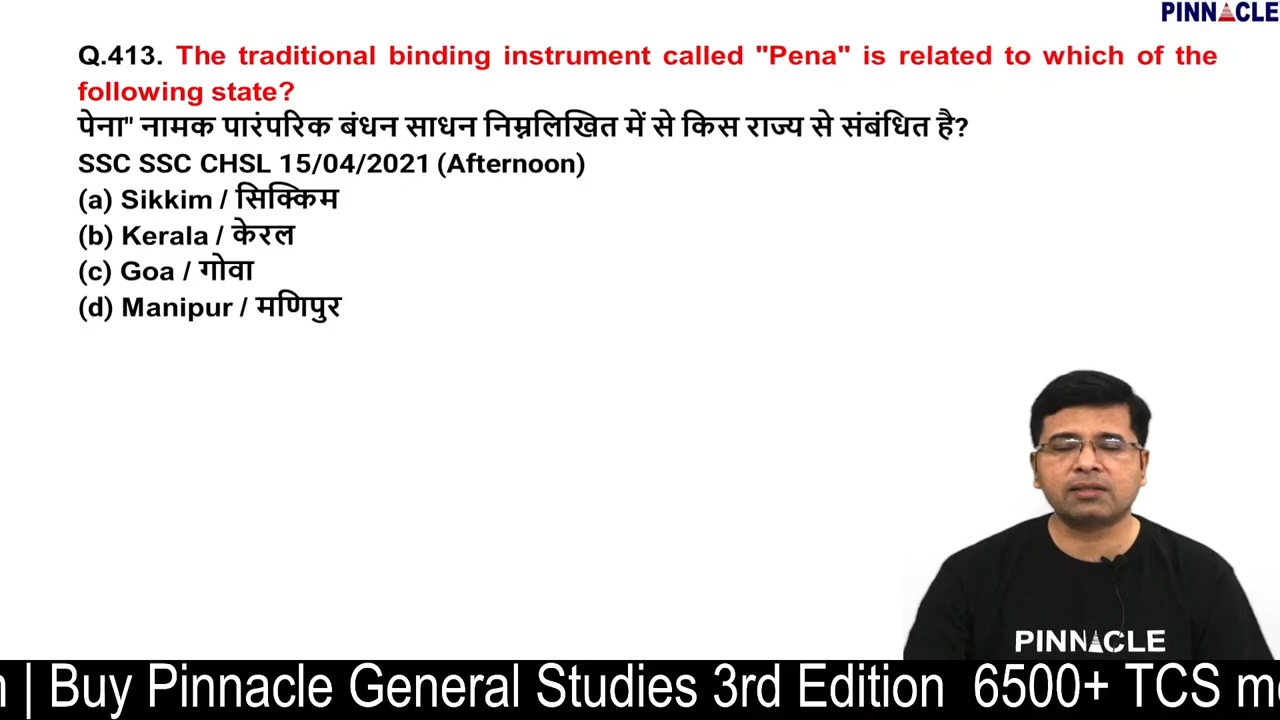 PINNACLE
Q.413. The traditional binding instrument called "Pena" is related to which of the
following state?
पेना" नामक पारंपरिक बंधन साधन निम्नलिखित में से किस राज्य से संबंधित है?
SSC SSC CHSL 15/04/2021 (Afternoon)
(a) Sikkim / सिक्किम
(b) Kerala / केरल
(c) Goa / गोवा
(d) Manipur / मणिपुर
PINNACLE
| Buy Pinnacle General Studies 3rd Edition 6500+ TCS